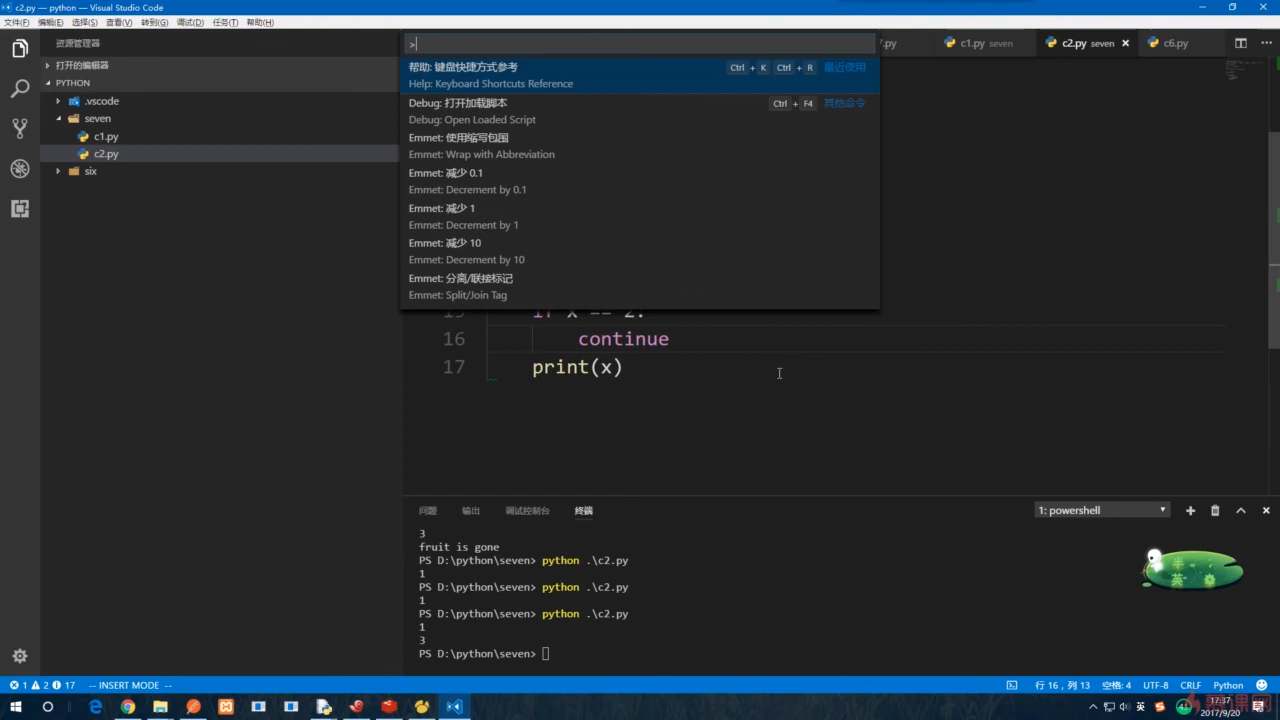 c2.py — python — Visual Studio Code
文件(F) 编辑(E) 选择(S) 查看(V) 转到(G) 调试(D) 任务(T) 帮助(H)
资源管理器
打开的编辑器
PYTHON
.vscode
seven
c1.py
c2.py
six
>
.py
c1.py seven
c2.py seven
c6.py
帮助: 键盘快捷方式参考 Ctrl + K Ctrl + R 最近使用
Help: Keyboard Shortcuts Reference
Debug: 打开加载脚本 Ctrl + F4 其他命令
Debug: Open Loaded Script
Emmet: 使用缩写包围
Emmet: Wrap with Abbreviation
Emmet: 减少 0.1
Emmet: Decrement by 0.1
Emmet: 减少 1
Emmet: Decrement by 1
Emmet: 减少 10
Emmet: Decrement by 10
Emmet: 分离/联接标记
Emmet: Split/Join Tag
15 if x == 2:
16 continue
17 print(x)
问题 输出 调试控制台 终端 1: powershell
3
fruit is gone
PS D:\python\seven> python .\c2.py
1
PS D:\python\seven> python .\c2.py
1
PS D:\python\seven> python .\c2.py
1
3
PS D:\python\seven>
半
英
1 2 17 -- INSERT MODE -- 行 16，列 13 空格: 4 UTF-8 CRLF Python
英 17:37
2017/9/20